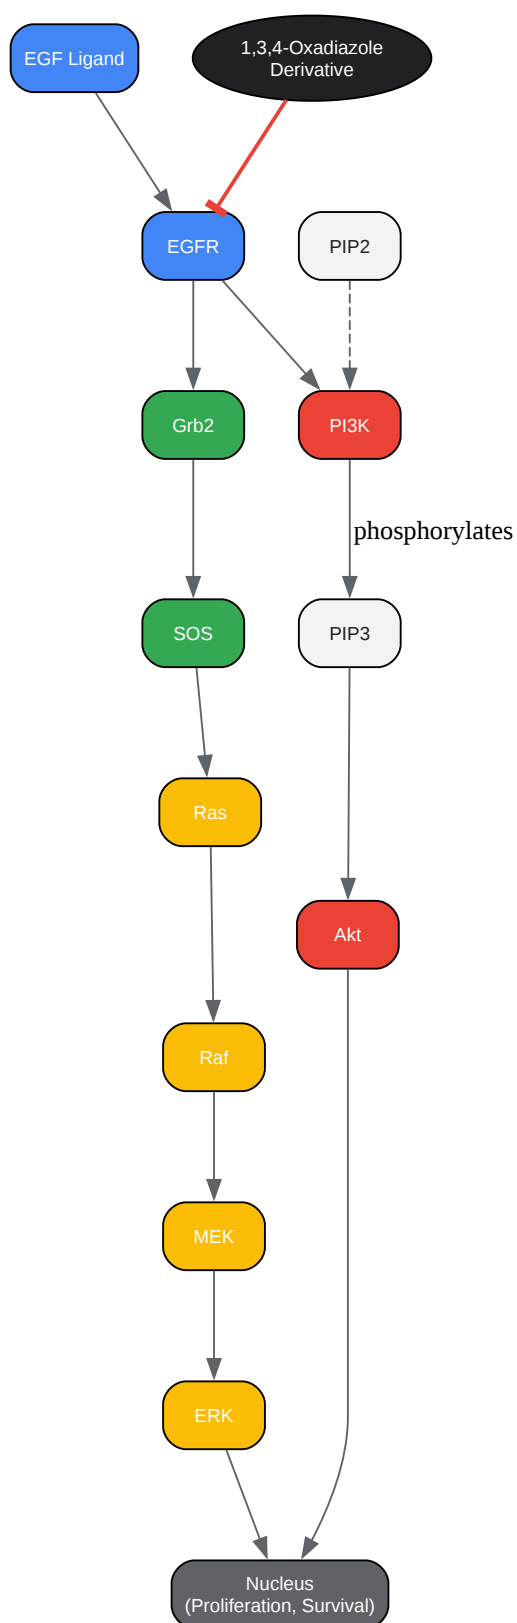 EGF Ligand
1,3,4-Oxadiazole
Derivative
EGFR
PIP2
Grb2
PI3K
phosphorylates
SOS
PIP3
Ras
Akt
Raf
MEK
ERK
Nucleus
(Proliferation, Survival)